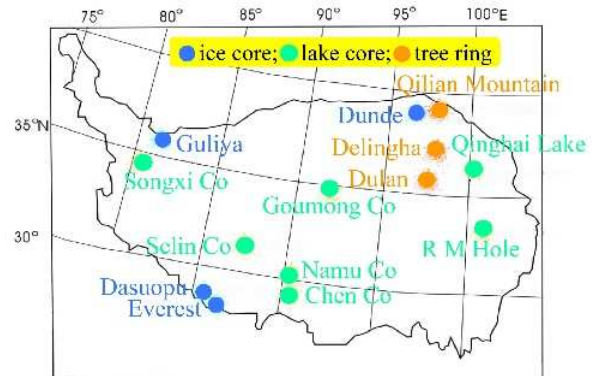 75° 80° 85° 90° 95° 100°E
ice core; lake core; tree ring
Qilian Mountain
Dunde
35°N
Guliya
Delingha
Qinghai Lake
Songxi Co
Dulan
Goumong Co
30°
Selin Co
R M Hole
Namu Co
Dasuopu
Chen Co
Everest